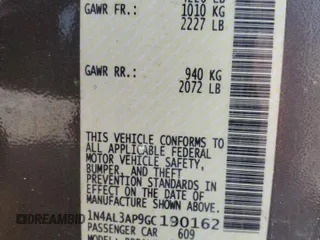 GAWR FR.: 1010 KG
2227 LB
GAWR RR.: 940 KG
2072 LB
THIS VEHICLE CONFORMS TO
ALL APPLICABLE FEDERAL
MOTOR VEHICLE SAFETY,
BUMPER, AND THEFT
PREVENTION STANDARDS IN
EFFECT ON THE DATE OF
MANUFACTURE SHOWN ABOVE.
1N4AL3AP9GC190162
PASSENGER CAR 609
DREAMBID